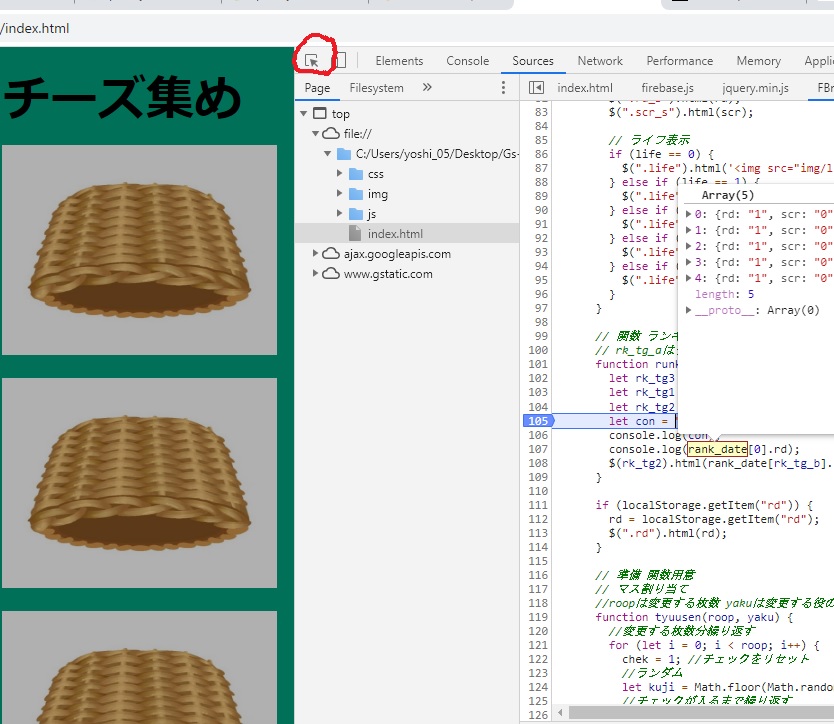 /index.html
チーズ集め
Elements Console Sources Network Performance Memory
Page Filesystem
index.html firebase.js jquery.min.js
top
file://
C:/Users/yoshi_05/Desktop/Gs-
css
img
js
index.html
ajax.googleapis.com
www.gstatic.com
83 $(".scr_s").html(scr);
84
85 // ライフ表示
86 if (life == 0) {
87 $(".life").html('<img src="img/l
88 } else if (life == 1) {
89 $(".life"
90 } else if (
91 $(".life"
92 } else if (
93 $(".life"
94 } else if (
95 $(".life"
96 }
97 }
98
99 // 関数
100 // rk_tg_aは
101 function runk
102 let rk_tg3
103 let rk_tg1
104 let rk_tg2
105 let con =
106 console.log(con
107 console.log(rank_date[0].rd);
108 $(rk_tg2).html(rank_date[rk_tg_b].
109 }
110
111 if (localStorage.getItem("rd")) {
112 rd = localStorage.getItem("rd");
113 $(".rd").html(rd);
114 }
115
116 // 準備 関数用意
117 // マス割り当て
118 //roopは変更する枚数 yakuは変更する役の
119 function tyuusen(roop, yaku) {
120 //変更する枚数分繰り返す
121 for (let i = 0; i < roop; i++) {
122 chek = 1; //チェックをリセット
123 //ランダム
124 let kuji = Math.floor(Math.rando
125 //チェックが入るまで繰り返す
126
Array(5)
0: {rd: "1", scr: "0"
1: {rd: "1", scr: "0"
2: {rd: "1", scr: "0"
3: {rd: "1", scr: "0"
4: {rd: "1", scr: "0"
length: 5
__proto__: Array(0)